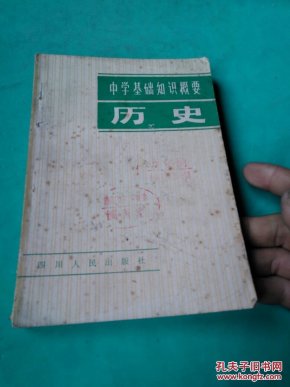 中学基础知识概要
历史
四川人民出版社
孔夫子旧书网